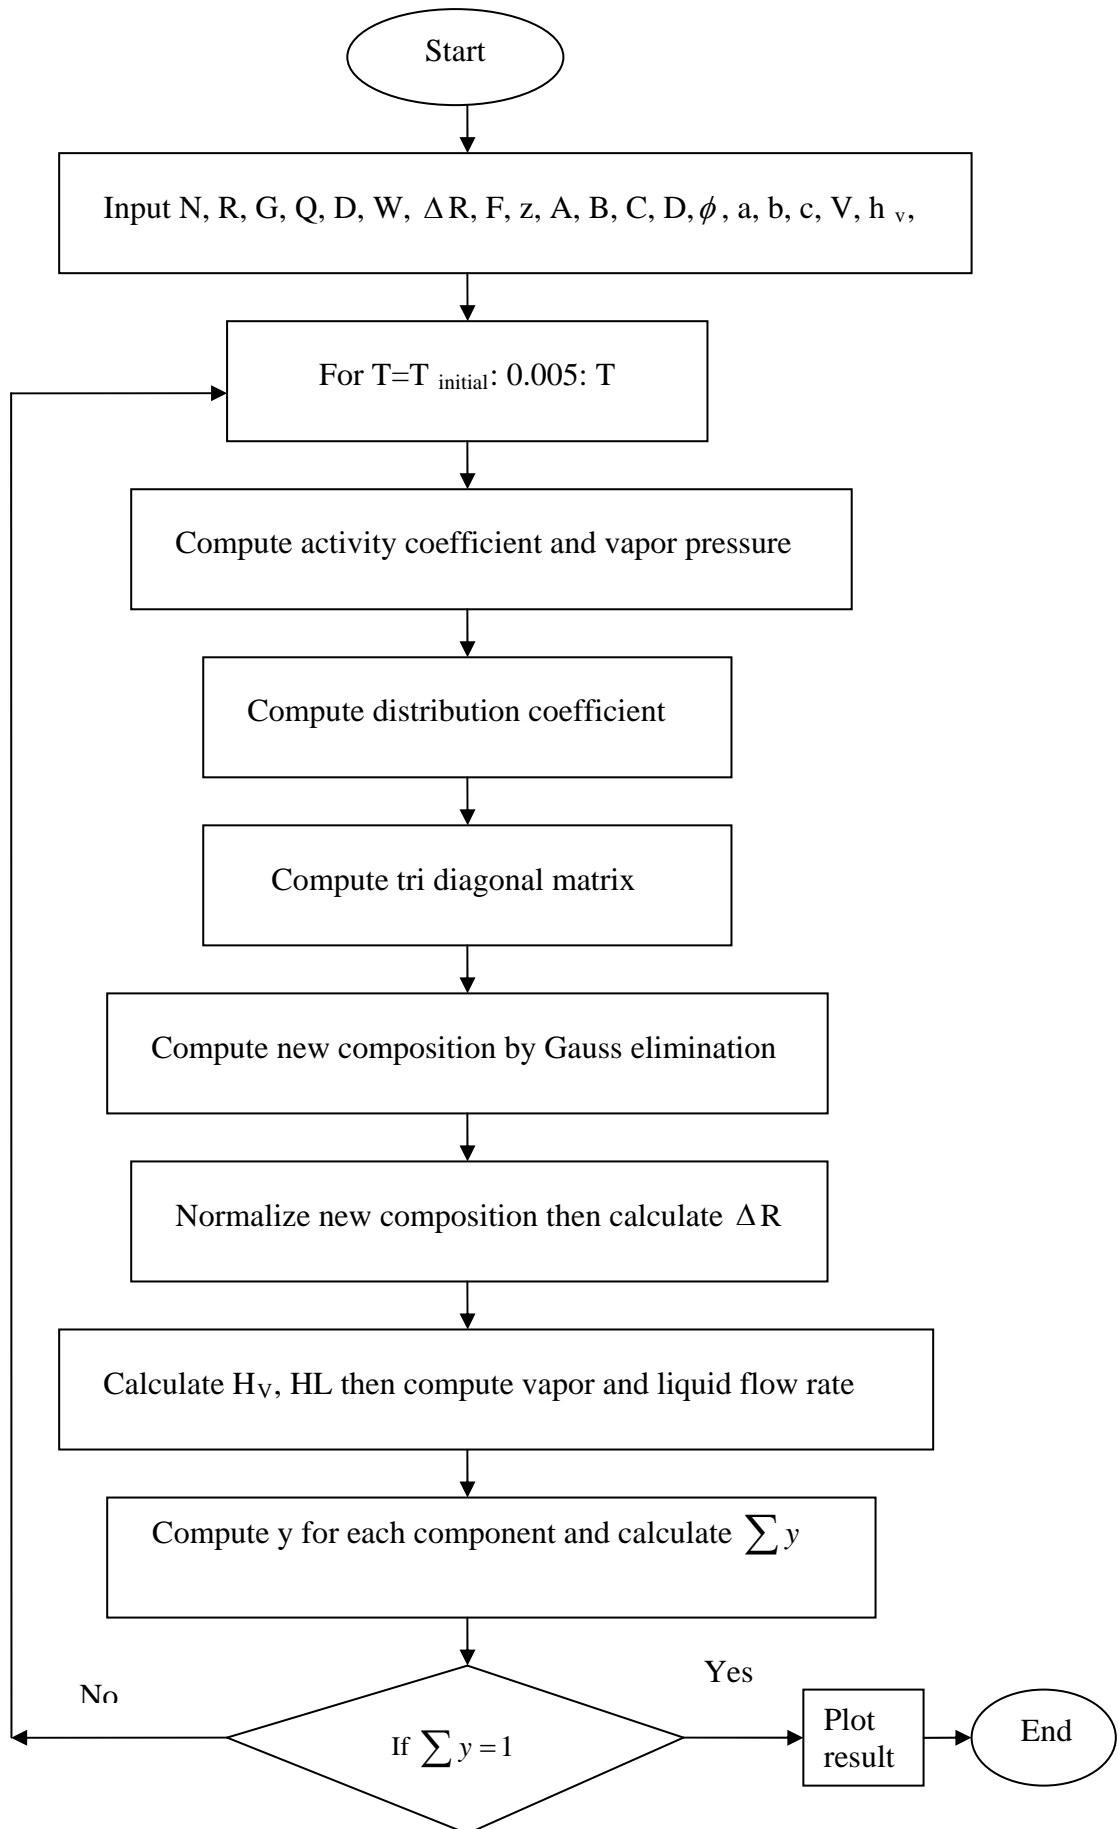 Start
Input N, R, G, Q, D, W, ΔR, F, z, A, B, C, D, ϕ, a, b, c, V, h v,
For T=T initial: 0.005: T
Compute activity coefficient and vapor pressure
Compute distribution coefficient
Compute tri diagonal matrix
Compute new composition by Gauss elimination
Normalize new composition then calculate ΔR
Calculate HV, HL then compute vapor and liquid flow rate
Compute y for each component and calculate ∑ y
Yes
No
If ∑ y = 1
Plot
result
End